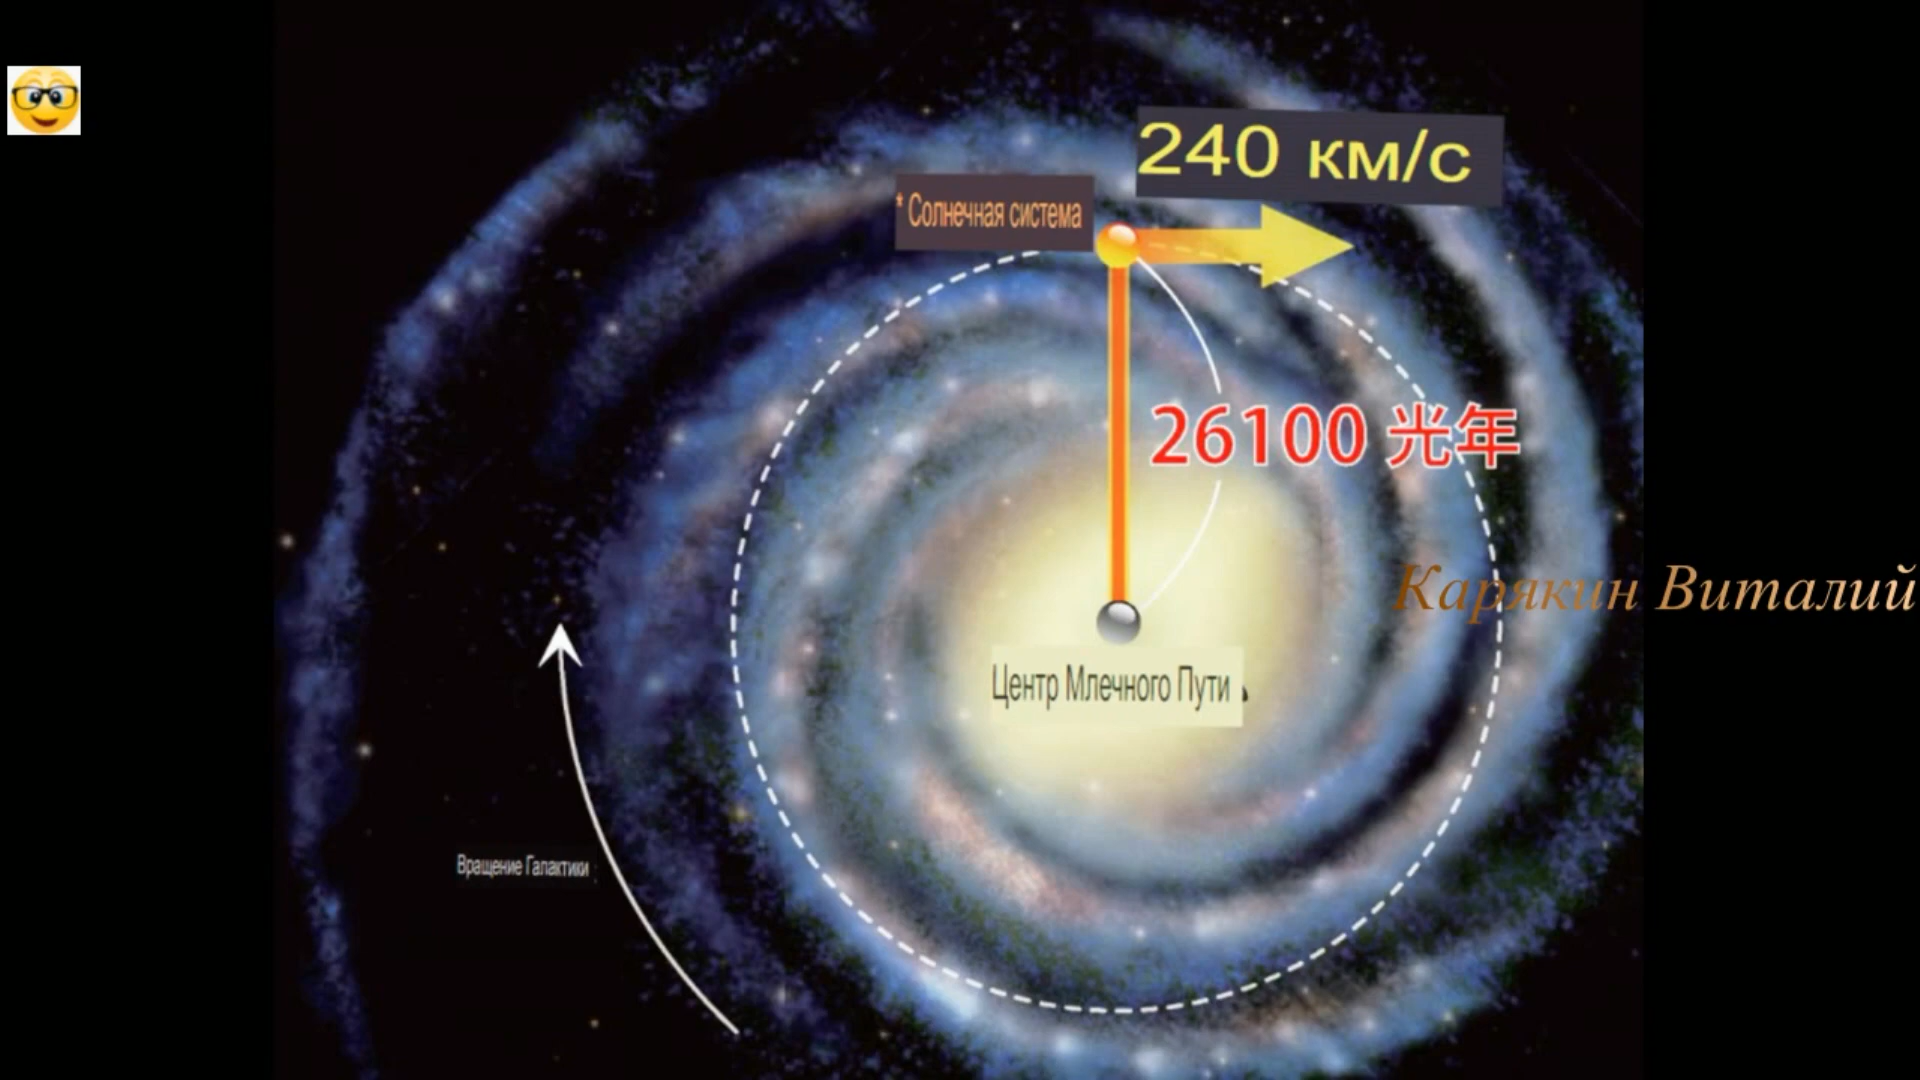 240 км/с
* Солнечная система
26100 光年
Карякин Виталий
Центр Млечного Пути
Вращение Галактики